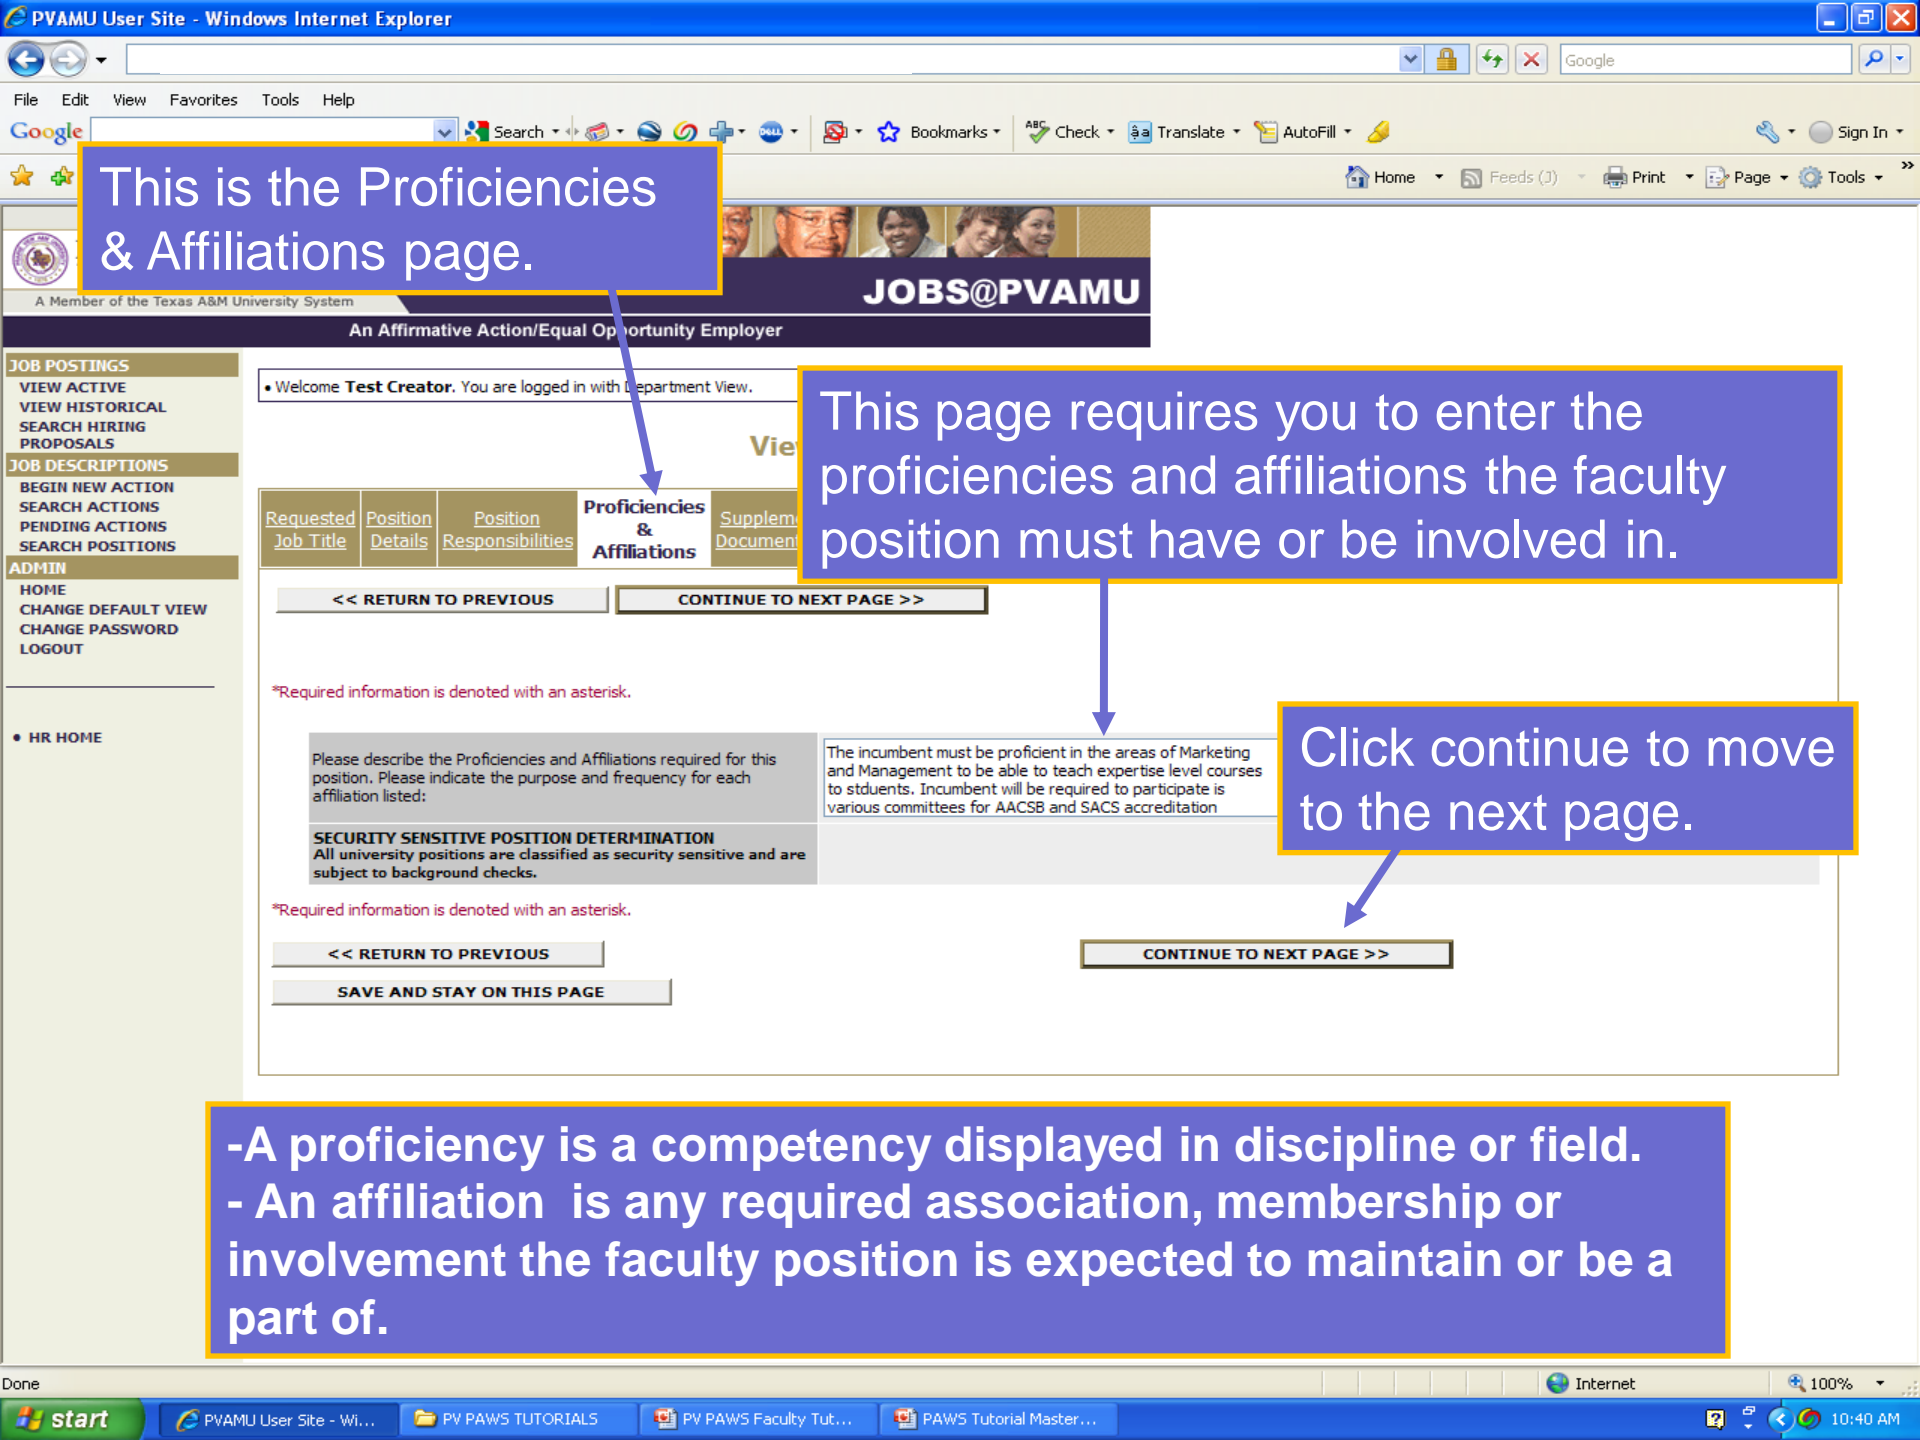 PVAMU User Site - Windows Internet Explorer
Google
File Edit View Favorites Tools Help
Google Search Bookmarks Check Translate AutoFill Sign In
Home Feeds (J) Print Page Tools »
This is the Proficiencies
& Affiliations page.
JOBS@PVAMU
A Member of the Texas A&M University System
An Affirmative Action/Equal Opportunity Employer
JOB POSTINGS
VIEW ACTIVE
VIEW HISTORICAL
SEARCH HIRING
PROPOSALS
JOB DESCRIPTIONS
BEGIN NEW ACTION
SEARCH ACTIONS
PENDING ACTIONS
SEARCH POSITIONS
ADMIN
HOME
CHANGE DEFAULT VIEW
CHANGE PASSWORD
LOGOUT
• HR HOME
• Welcome Test Creator. You are logged in with Department View.
This page requires you to enter the
proficiencies and affiliations the faculty
position must have or be involved in.
Requested
Job Title
Position
Details
Position
Responsibilities
Proficiencies
&
Affiliations
<< RETURN TO PREVIOUS
CONTINUE TO NEXT PAGE >>
*Required information is denoted with an asterisk.
Please describe the Proficiencies and Affiliations required for this
position. Please indicate the purpose and frequency for each
affiliation listed:
The incumbent must be proficient in the areas of Marketing
and Management to be able to teach expertise level courses
to stduents. Incumbent will be required to participate is
various committees for AACSB and SACS accreditation
Click continue to move
to the next page.
SECURITY SENSITIVE POSITION DETERMINATION
All university positions are classified as security sensitive and are
subject to background checks.
*Required information is denoted with an asterisk.
<< RETURN TO PREVIOUS
CONTINUE TO NEXT PAGE >>
SAVE AND STAY ON THIS PAGE
-A proficiency is a competency displayed in discipline or field.
- An affiliation is any required association, membership or
involvement the faculty position is expected to maintain or be a
part of.
Done Internet 100%
start PVAMU User Site - Wi... PV PAWS TUTORIALS PV PAWS Faculty Tut... PAWS Tutorial Master... 10:40 AM